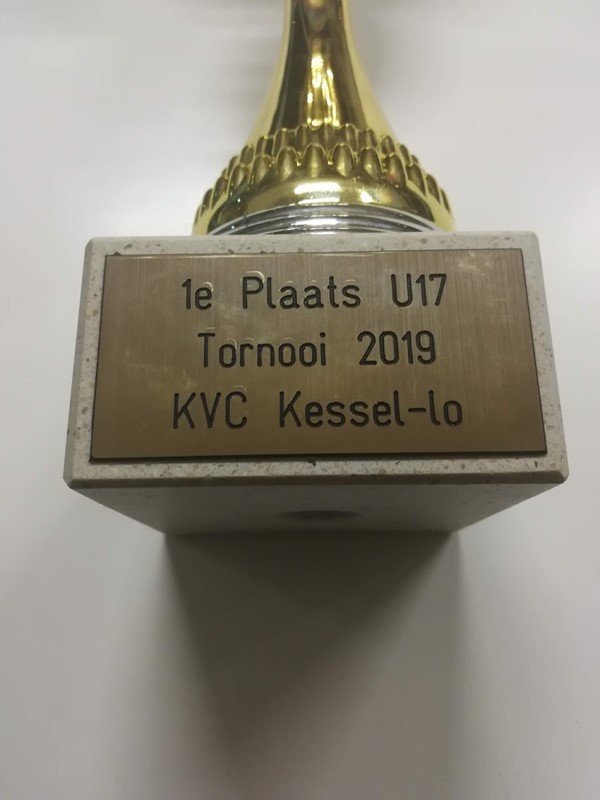 1e Plaats U17
Tornooi 2019
KVC Kessel-lo